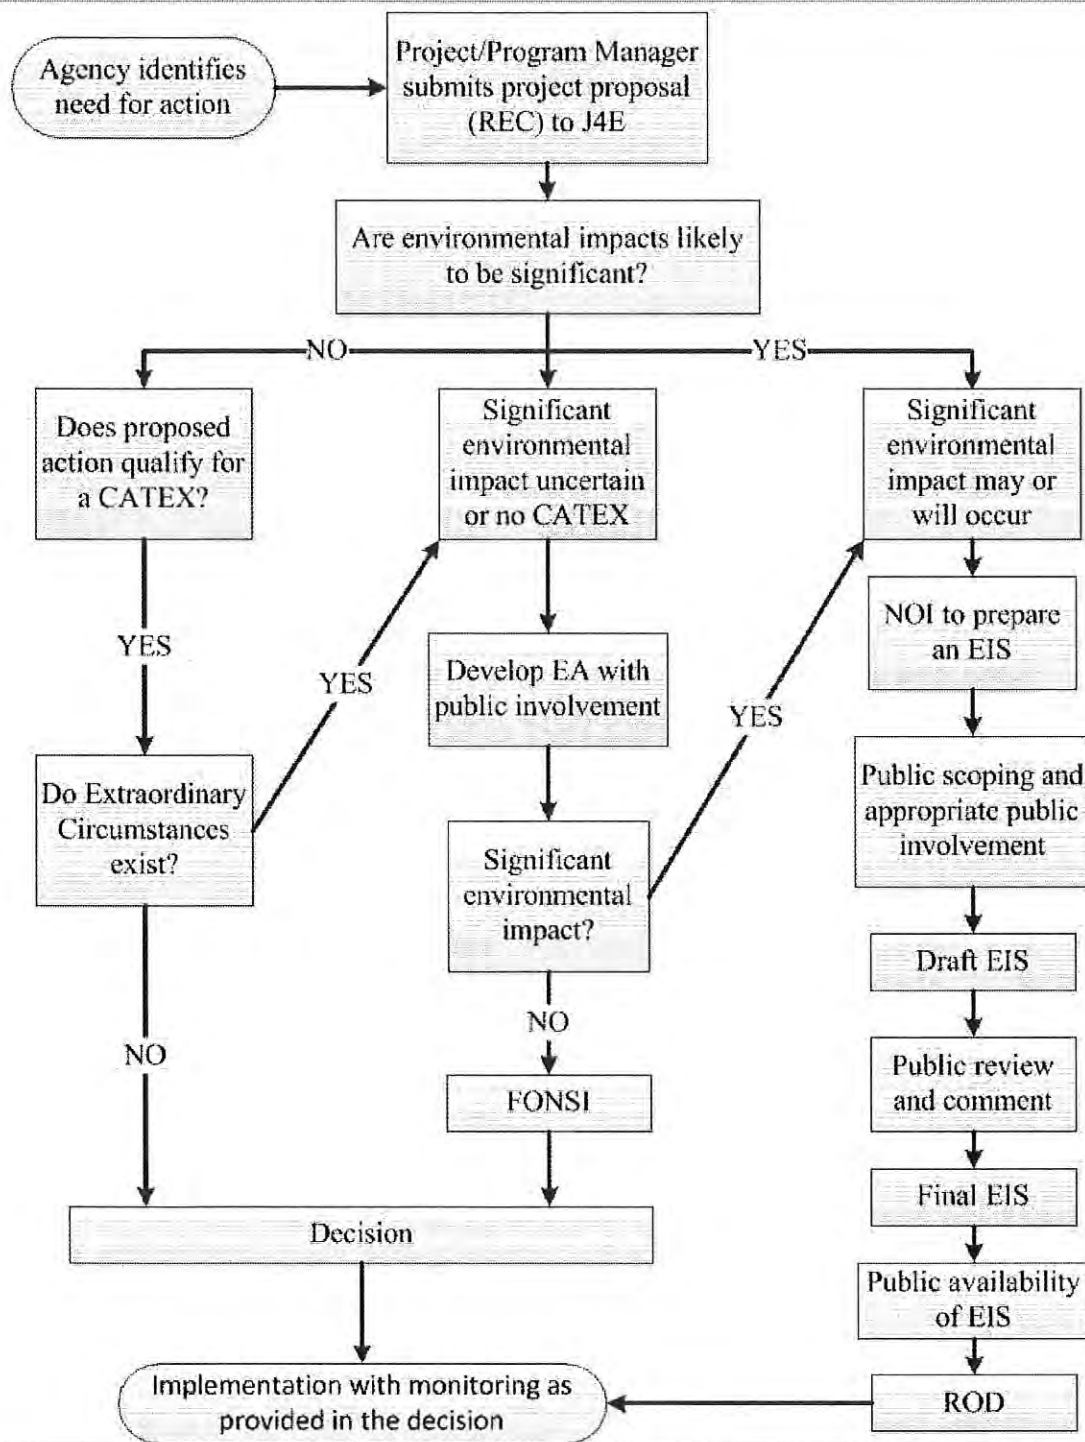 Agency identifies
need for action
Project/Program Manager
submits project proposal
(REC) to J4E
Are environmental impacts likely
to be significant?
NO
YES
Does proposed
action qualify for
a CATEX?
Significant
environmental
impact uncertain
or no CATEX
Significant
environmental
impact may or
will occur
YES
YES
YES
NOI to prepare
an EIS
Develop EA with
public involvement
Do Extraordinary
Circumstances
exist?
Public scoping and
appropriate public
involvement
Significant
environmental
impact?
Draft EIS
NO
NO
Public review
and comment
FONSI
Final EIS
Decision
Public availability
of EIS
Implementation with monitoring as
provided in the decision
ROD